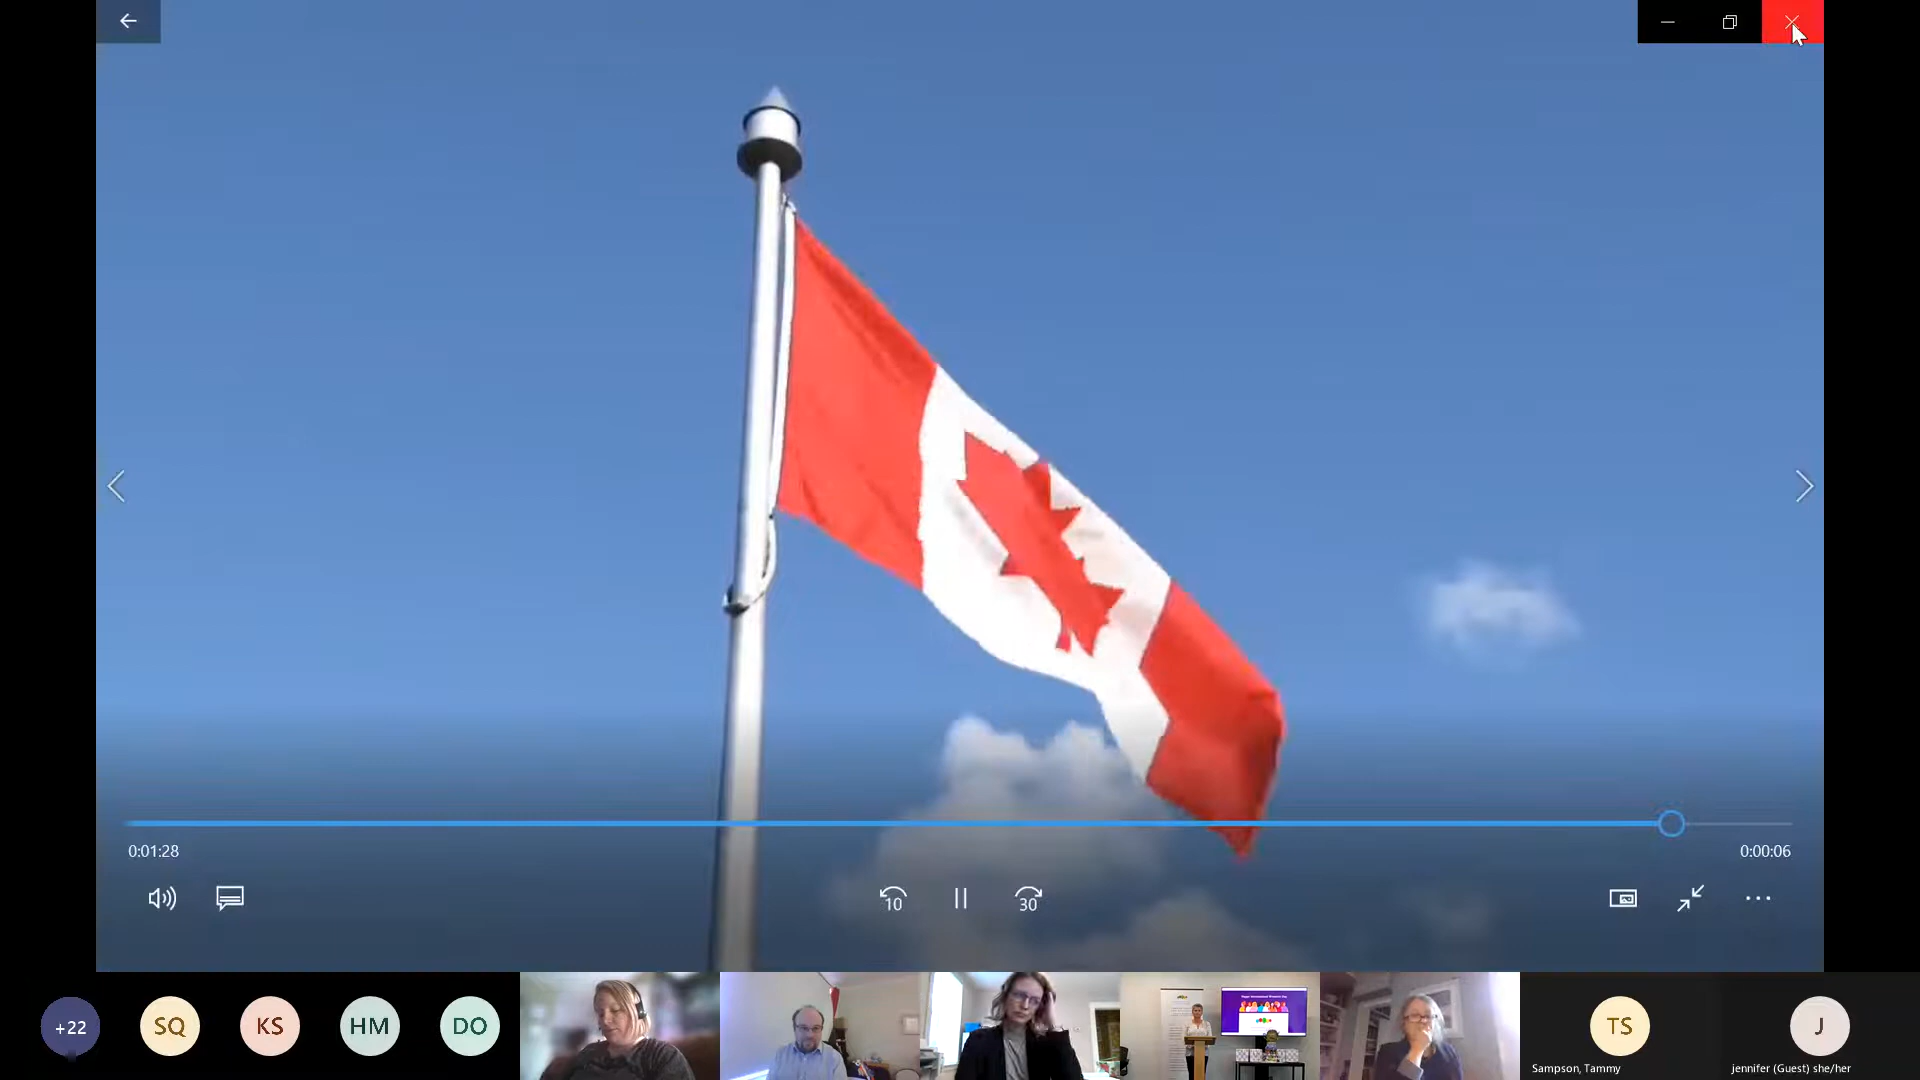 0:01:28
0:00:06
10
30
+22
SQ
KS
HM
DO
TS
J
Sampson, Tammy
jennifer (Guest) she/her